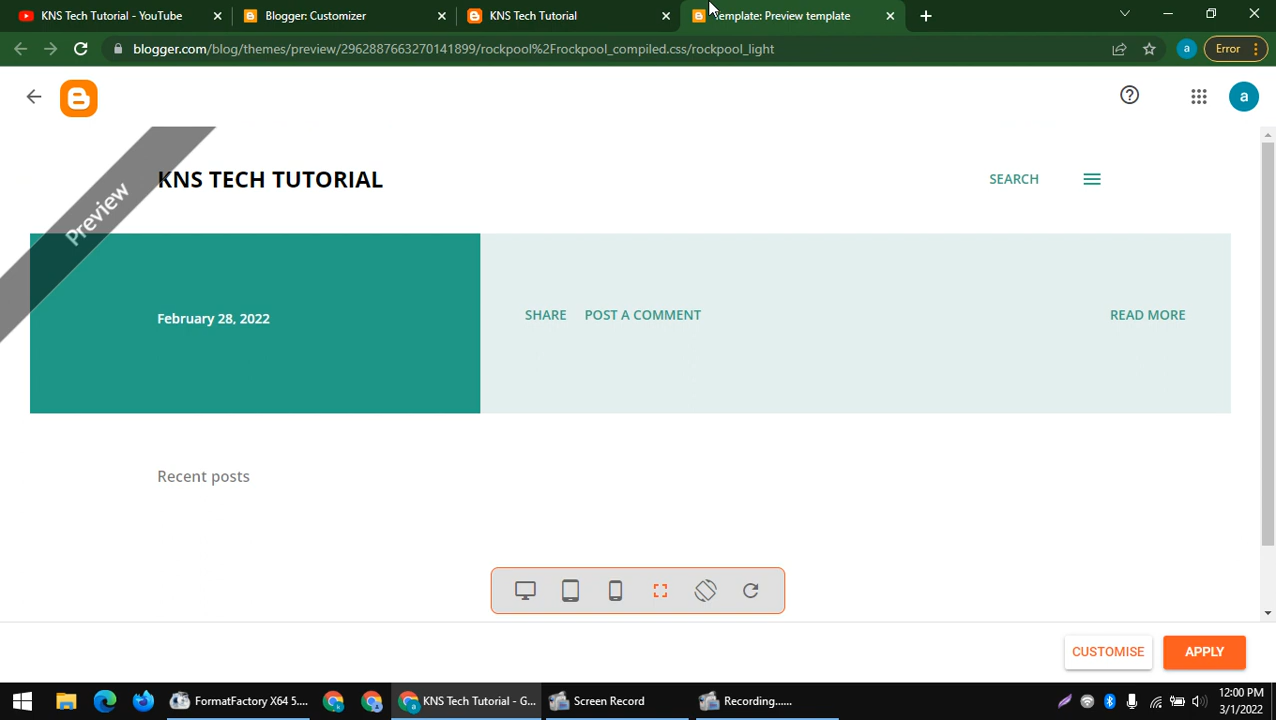 KNS Tech Tutorial - YouTube
Blogger: Customizer
KNS Tech Tutorial
Template: Preview template
blogger.com/blog/themes/preview/2962887663270141899/rockpool%2Frockpool_compiled.css/rockpool_light
a
Error
a
Preview
KNS TECH TUTORIAL
SEARCH
February 28, 2022
SHARE
POST A COMMENT
READ MORE
Recent posts
CUSTOMISE
APPLY
FormatFactory X64 5....
KNS Tech Tutorial - G...
Screen Record
Recording......
12:00 PM
3/1/2022